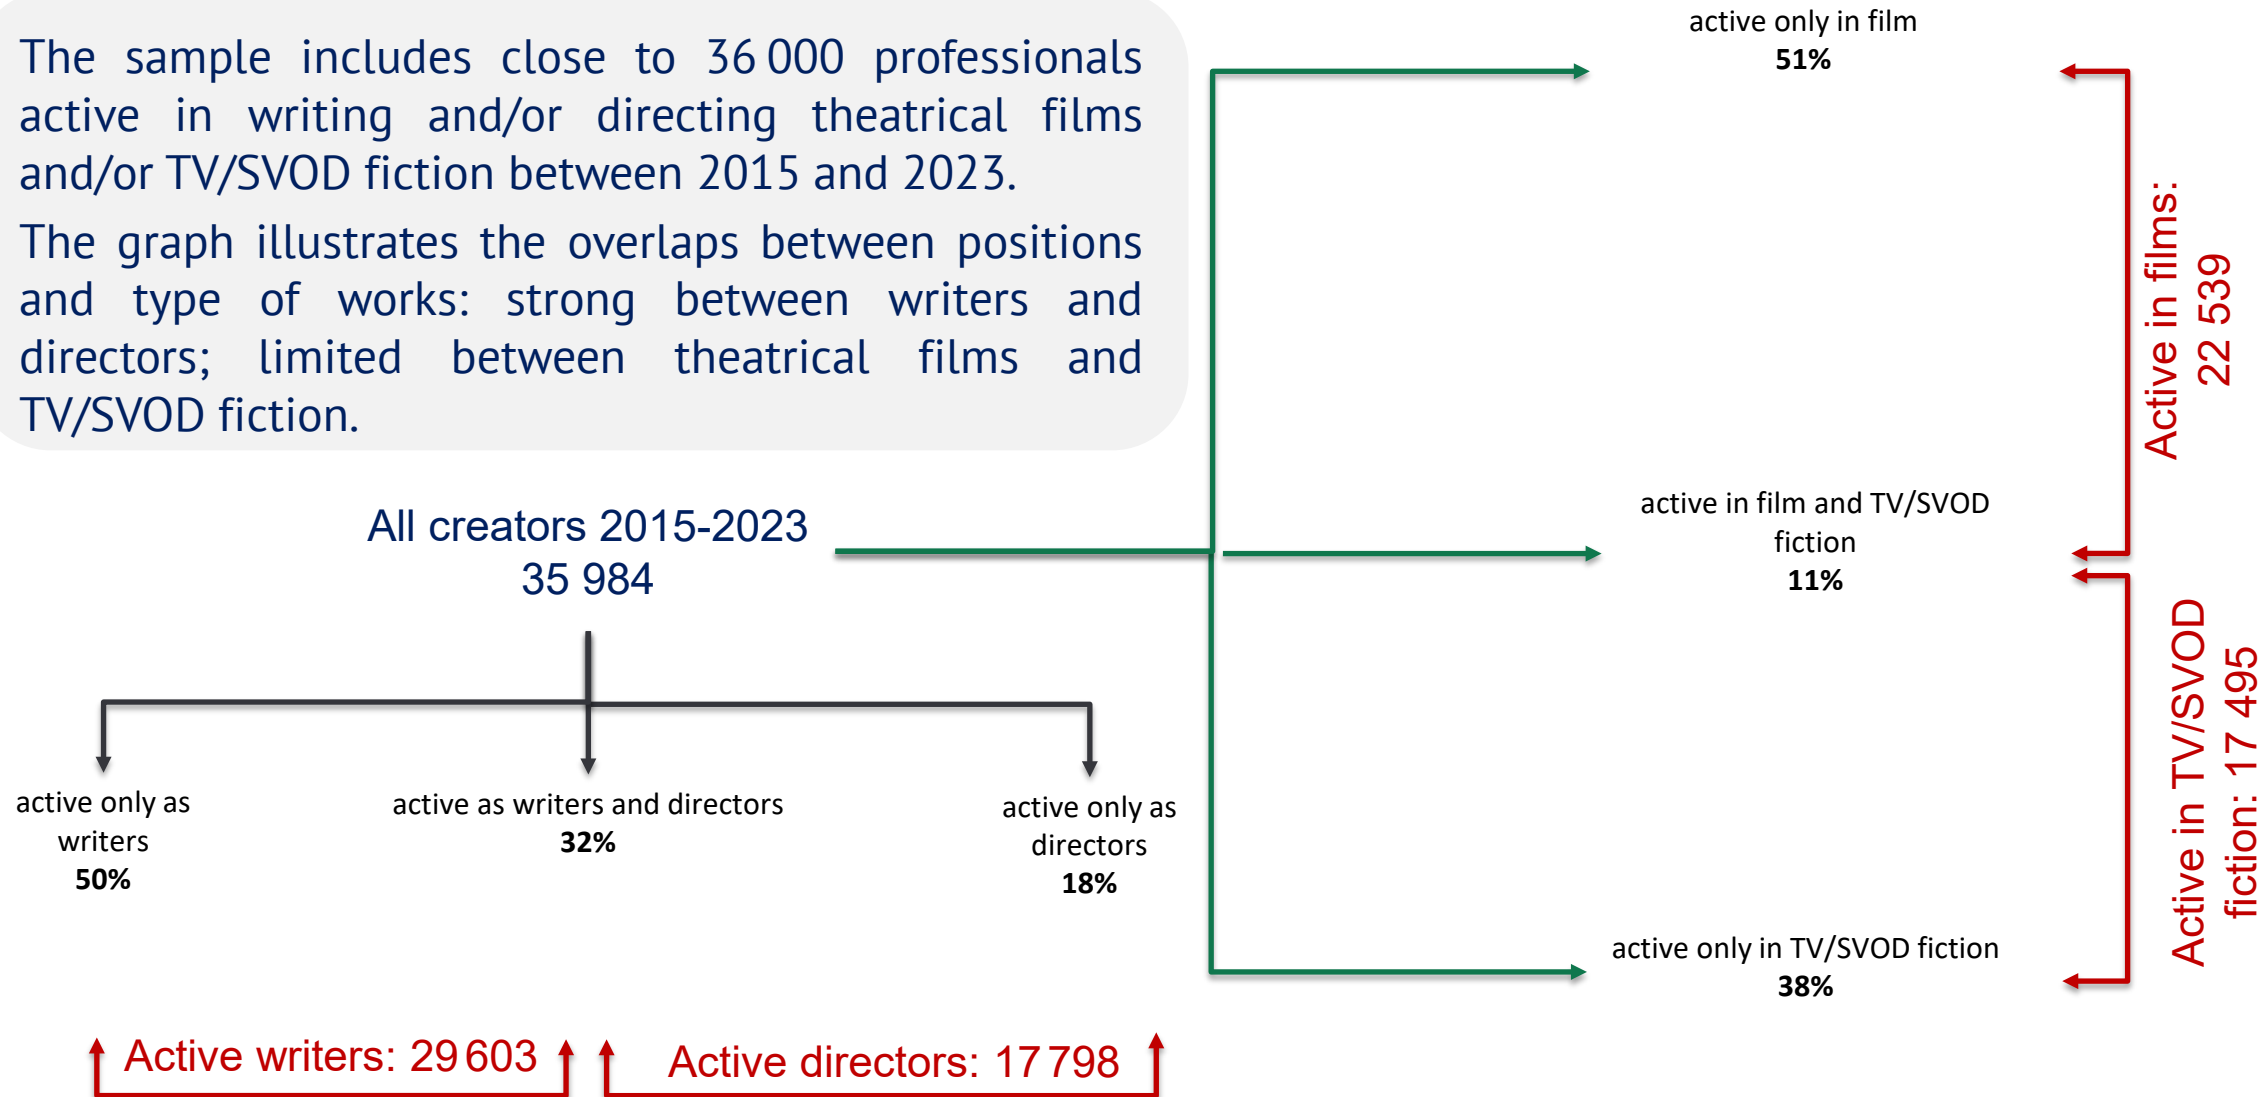 The sample includes close to 36 000 professionals
active in writing and/or directing theatrical films
and/or TV/SVOD fiction between 2015 and 2023.
The graph illustrates the overlaps between positions
and type of works: strong between writers and
directors; limited between theatrical films and
TV/SVOD fiction.
active only in film
51%
Active in films:
22 539
All creators 2015-2023
35 984
active in film and TV/SVOD
fiction
11%
Active in TV/SVOD
fiction: 17 495
active only as
writers
50%
active as writers and directors
32%
active only as
directors
18%
active only in TV/SVOD fiction
38%
Active writers: 29 603
Active directors: 17 798